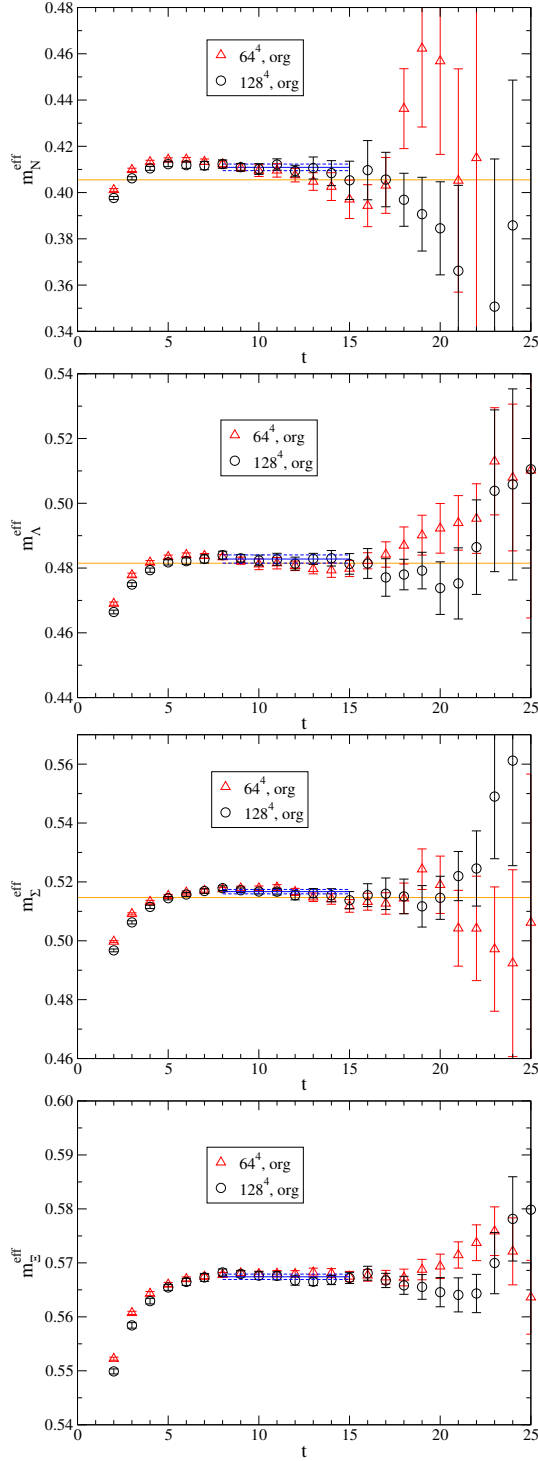 0.48
0.46
0.44
0.42
0.40
0.38
0.36
0.34
m_N^eff
64^4, org
128^4, org
0 5 10 15 20 25
t
0.54
0.52
0.50
0.48
0.46
0.44
m_Λ^eff
64^4, org
128^4, org
0 5 10 15 20 25
t
0.56
0.54
0.52
0.50
0.48
0.46
m_Σ^eff
64^4, org
128^4, org
0 5 10 15 20 25
t
0.60
0.59
0.58
0.57
0.56
0.55
0.54
m_Ξ^eff
64^4, org
128^4, org
0 5 10 15 20 25
t